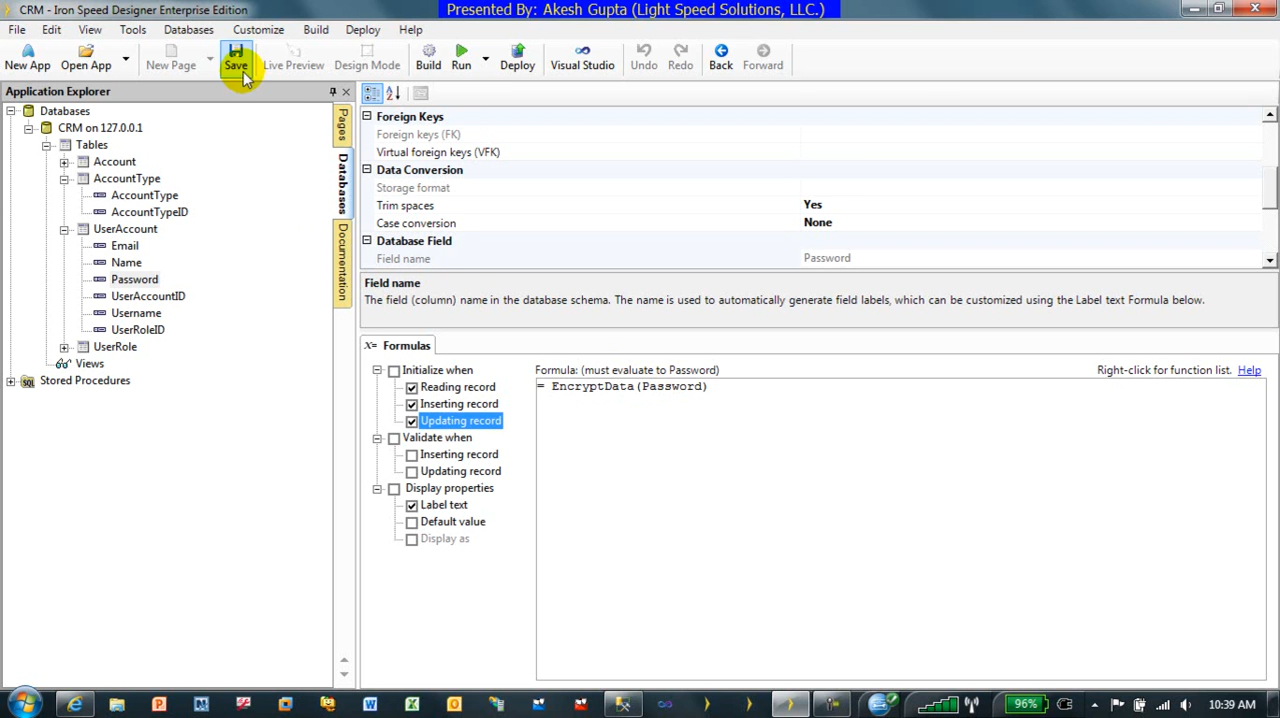 CRM - Iron Speed Designer Enterprise Edition
Presented By: Akesh Gupta (Light Speed Solutions, LLC.)
File Edit View Tools Databases Customize Build Deploy Help
New App Open App New Page Save Live Preview Design Mode Build Run Deploy Visual Studio Undo Redo Back Forward
Application Explorer
Databases
CRM on 127.0.0.1
Tables
Account
AccountType
AccountType
AccountTypeID
UserAccount
Email
Name
Password
UserAccountID
Username
UserRoleID
UserRole
Views
Stored Procedures
Pages
Databases
Documentation
Foreign Keys
Foreign keys (FK)
Virtual foreign keys (VFK)
Data Conversion
Storage format
Trim spaces Yes
Case conversion None
Database Field
Field name Password
Field name
The field (column) name in the database schema. The name is used to automatically generate field labels, which can be customized using the Label text Formula below.
X= Formulas
Initialize when
Reading record
Inserting record
Updating record
Validate when
Inserting record
Updating record
Display properties
Label text
Default value
Display as
Formula: (must evaluate to Password) Right-click for function list. Help
= EncryptData(Password)
96% 10:39 AM